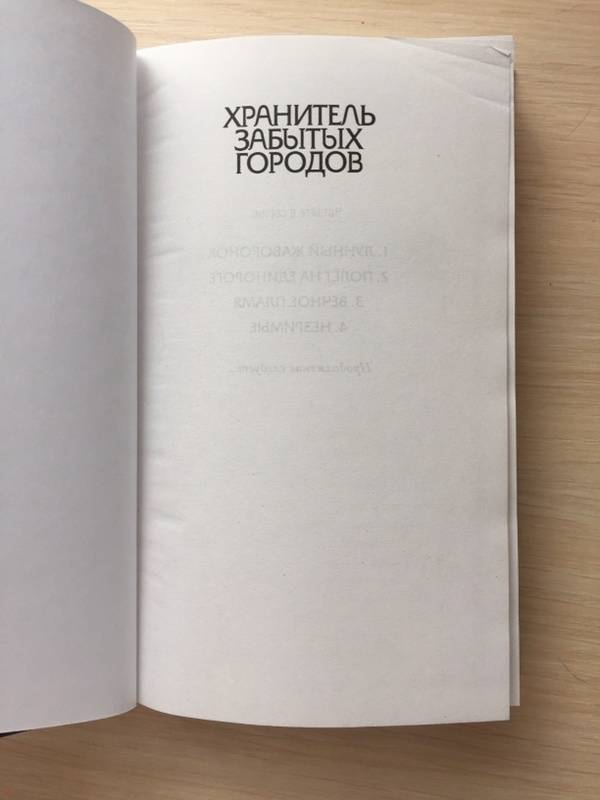 ХРАНИТЕЛЬ
ЗАБЫТЫХ
ГОРОДОВ
Читайте в серии:
1. ЛУННЫЙ ЖАВОРОНОК
2. ПОЛЕТ НА ЕДИНОРОГЕ
3. ВЕЧНОЕ ПЛАМЯ
4. НЕЗРИМЫЕ
Продолжение следует...